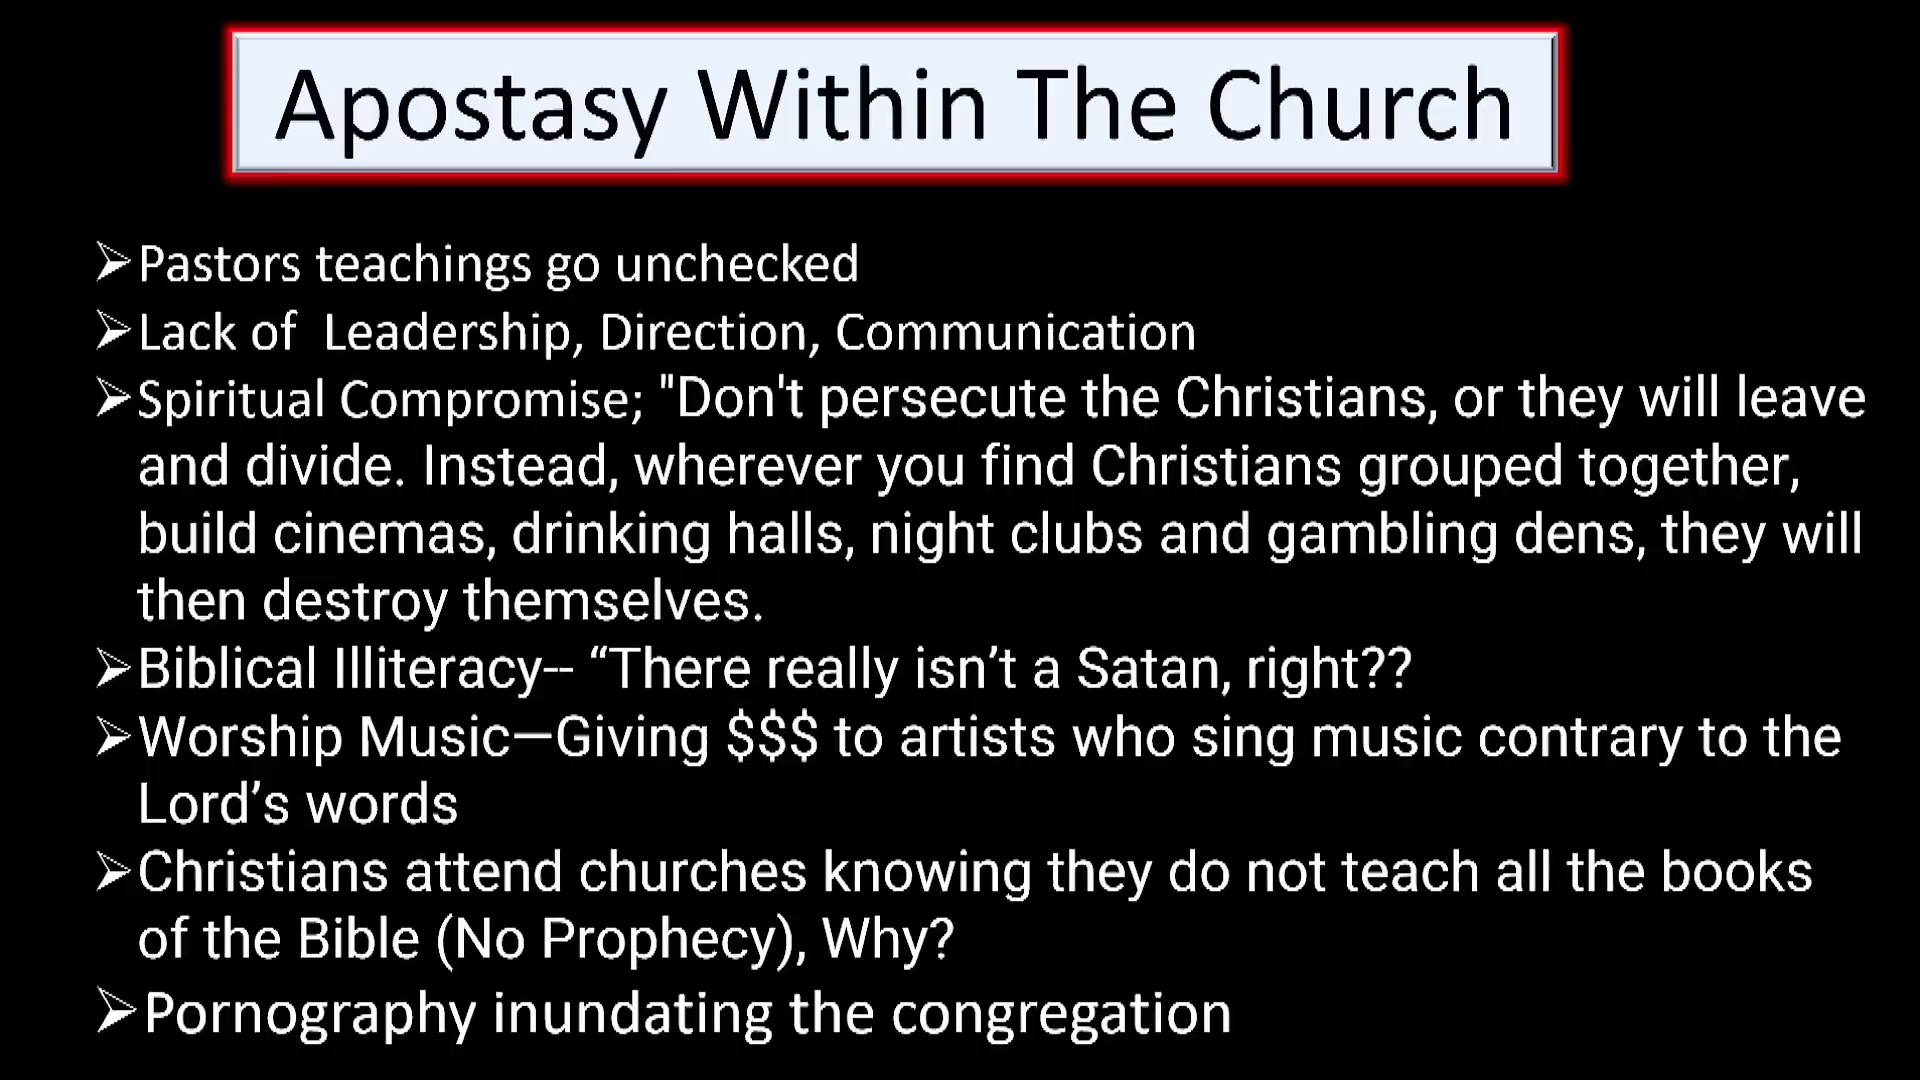 Apostasy Within The Church
➢Pastors teachings go unchecked
➢Lack of  Leadership, Direction, Communication
➢Spiritual Compromise; "Don't persecute the Christians, or they will leave
and divide. Instead, wherever you find Christians grouped together,
build cinemas, drinking halls, night clubs and gambling dens, they will
then destroy themselves.
➢Biblical Illiteracy-- “There really isn’t a Satan, right??
➢Worship Music—Giving $$$ to artists who sing music contrary to the
Lord’s words
➢Christians attend churches knowing they do not teach all the books
of the Bible (No Prophecy), Why?
➢Pornography inundating the congregation